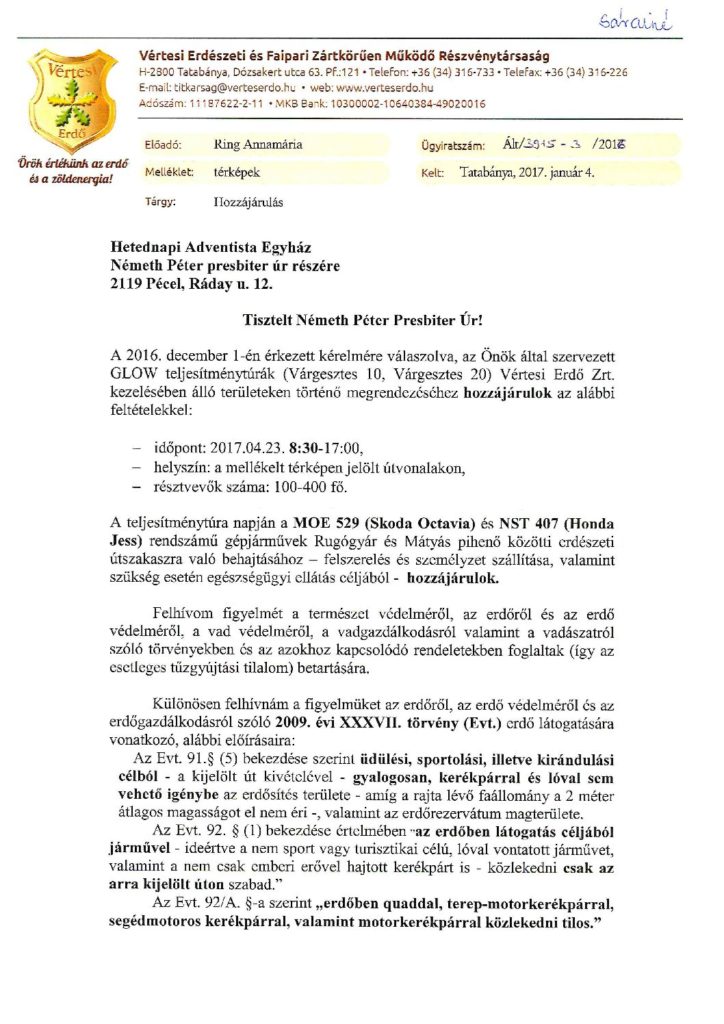 Sárainé
Vértesi Erdészeti és Faipari Zártkörűen Működő Részvénytársaság
H-2800 Tatabánya, Dózsakert utca 63. Pf.:121 • Telefon: +36 (34) 316-733 • Telefax: +36 (34) 316-226
E-mail: titkarsag@verteserdo.hu • web: www.verteserdo.hu
Adószám: 11187622-2-11 • MKB Bank: 10300002-10640384-49020016
Vértesi
Erdő
Örök értékünk az erdő
és a zöldenergia!
Előadó: Ring Annamária
Ügyiratszám: Ált/3915 - 3 /2016
Melléklet: térképek
Kelt: Tatabánya, 2017. január 4.
Tárgy: Hozzájárulás
Hetednapi Adventista Egyház
Németh Péter presbiter úr részére
2119 Pécel, Ráday u. 12.
Tisztelt Németh Péter Presbiter Úr!
A 2016. december 1-én érkezett kérelmére válaszolva, az Önök által szervezett
GLOW teljesítménytúrák (Várgesztes 10, Várgesztes 20) Vértesi Erdő Zrt.
kezelésében álló területeken történő megrendezéséhez hozzájárulok az alábbi
feltételekkel:
– időpont: 2017.04.23. 8:30-17:00,
– helyszín: a mellékelt térképen jelölt útvonalakon,
– résztvevők száma: 100-400 fő.
A teljesítménytúra napján a MOE 529 (Skoda Octavia) és NST 407 (Honda
Jess) rendszámú gépjárművek Rugógyár és Mátyás pihenő közötti erdészeti
útszakaszra való behajtásához – felszerelés és személyzet szállítása, valamint
szükség esetén egészségügyi ellátás céljából - hozzájárulok.
Felhívom figyelmét a természet védelméről, az erdőről és az erdő
védelméről, a vad védelméről, a vadgazdálkodásról valamint a vadászatról
szóló törvényekben és az azokhoz kapcsolódó rendeletekben foglaltak (így az
esetleges tűzgyújtási tilalom) betartására.
Különösen felhívnám a figyelmüket az erdőről, az erdő védelméről és az
erdőgazdálkodásról szóló 2009. évi XXXVII. törvény (Evt.) erdő látogatására
vonatkozó, alábbi előírásaira:
Az Evt. 91.§ (5) bekezdése szerint üdülési, sportolási, illetve kirándulási
célból - a kijelölt út kivételével - gyalogosan, kerékpárral és lóval sem
vehető igénybe az erdősítés területe - amíg a rajta lévő faállomány a 2 méter
átlagos magasságot el nem éri -, valamint az erdőrezervátum magterülete.
Az Evt. 92. § (1) bekezdése értelmében "az erdőben látogatás céljából
járművel - ideértve a nem sport vagy turisztikai célú, lóval vontatott járművet,
valamint a nem csak emberi erővel hajtott kerékpárt is - közlekedni csak az
arra kijelölt úton szabad.”
Az Evt. 92/A. §-a szerint „erdőben quaddal, terep-motorkerékpárral,
segédmotoros kerékpárral, valamint motorkerékpárral közlekedni tilos.”